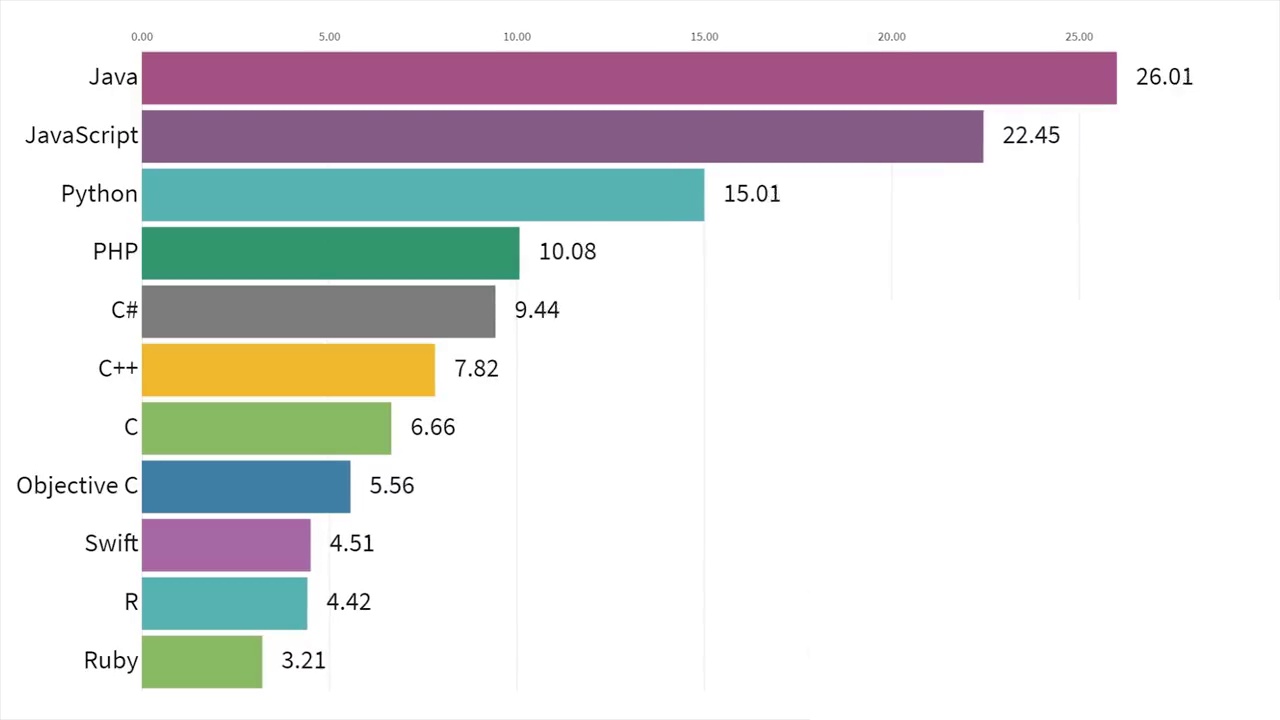 0.00 5.00 10.00 15.00 20.00 25.00
Java 26.01
JavaScript 22.45
Python 15.01
PHP 10.08
C# 9.44
C++ 7.82
C 6.66
Objective C 5.56
Swift 4.51
R 4.42
Ruby 3.21